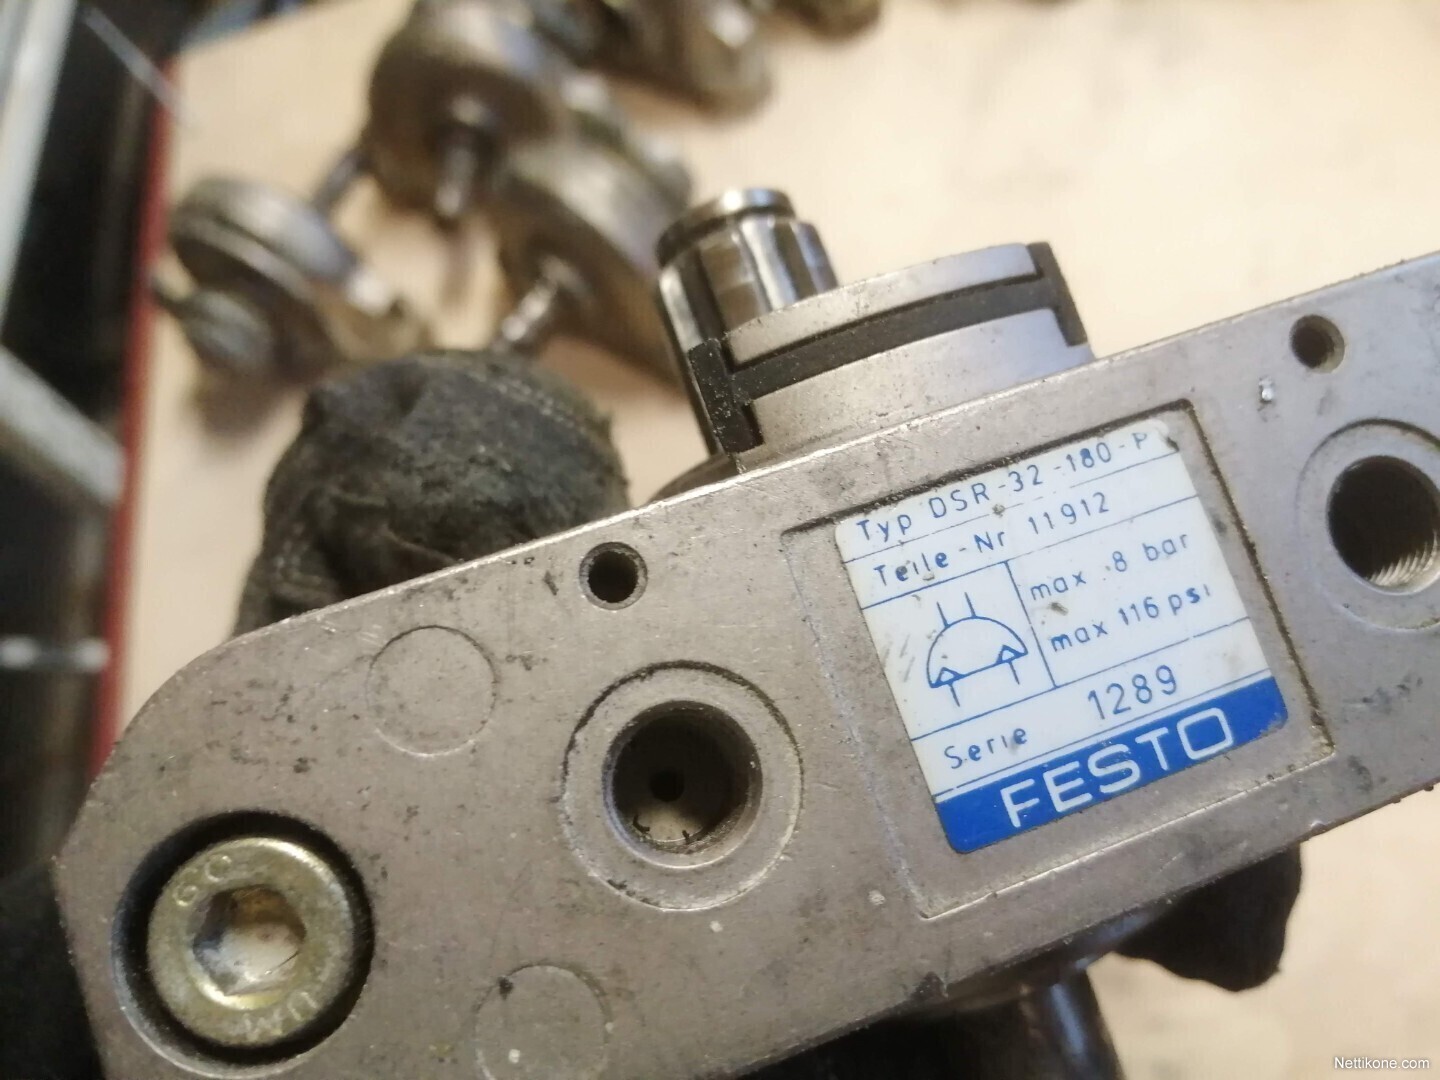 Typ DSR-32-180-P
Teile-Nr 11912
max 8 bar
max 116 psi
Serie 1289
FESTO
Nettikone.com